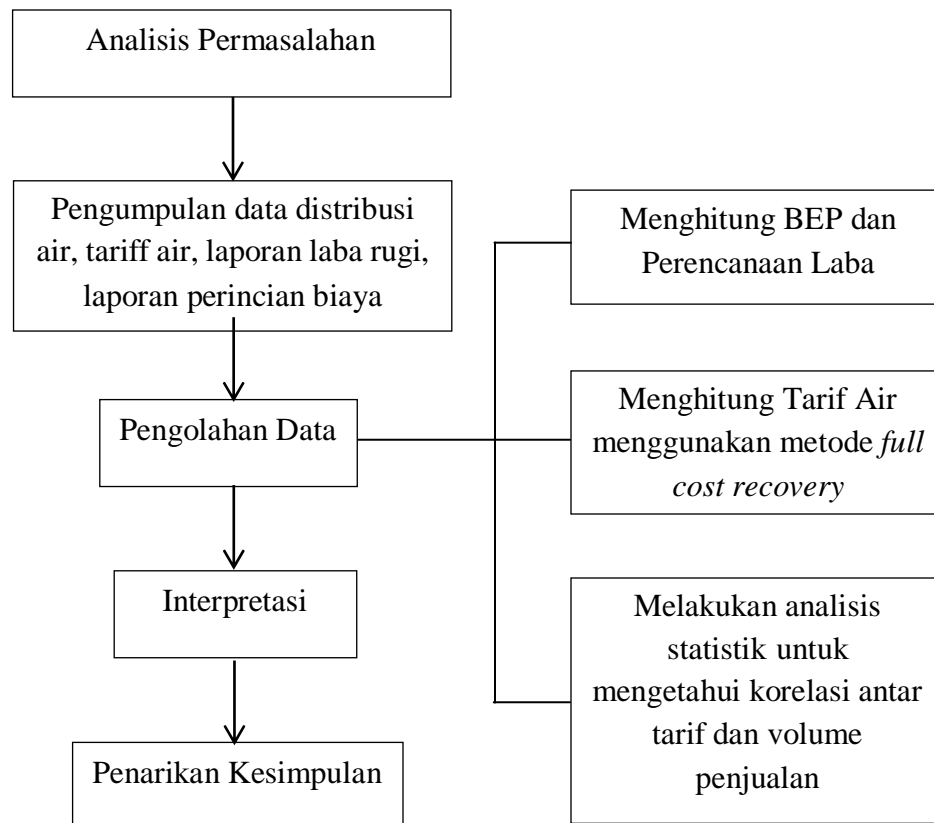 Analisis Permasalahan
Pengumpulan data distribusi
air, tariff air, laporan laba rugi,
laporan perincian biaya
Pengolahan Data
Interpretasi
Penarikan Kesimpulan
Menghitung BEP dan
Perencanaan Laba
Menghitung Tarif Air
menggunakan metode full
cost recovery
Melakukan analisis
statistik untuk
mengetahui korelasi antar
tarif dan volume
penjualan